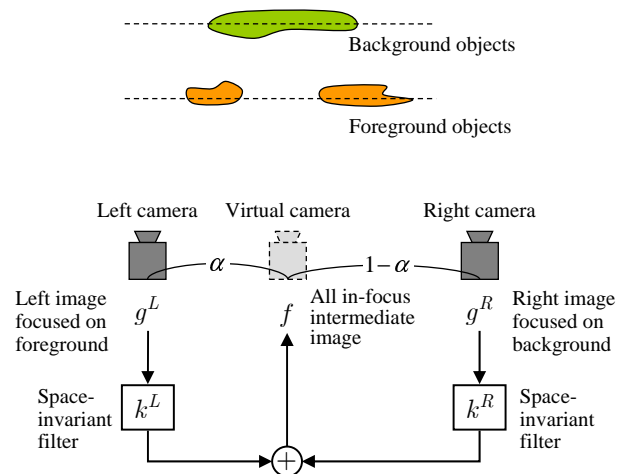 Background objects
Foreground objects
Left camera
Virtual camera
Right camera
α
1−α
Left image
focused on
foreground
g^L
f
All in-focus
intermediate
image
g^R
Right image
focused on
background
Space-
invariant
filter
k^L
k^R
Space-
invariant
filter
+